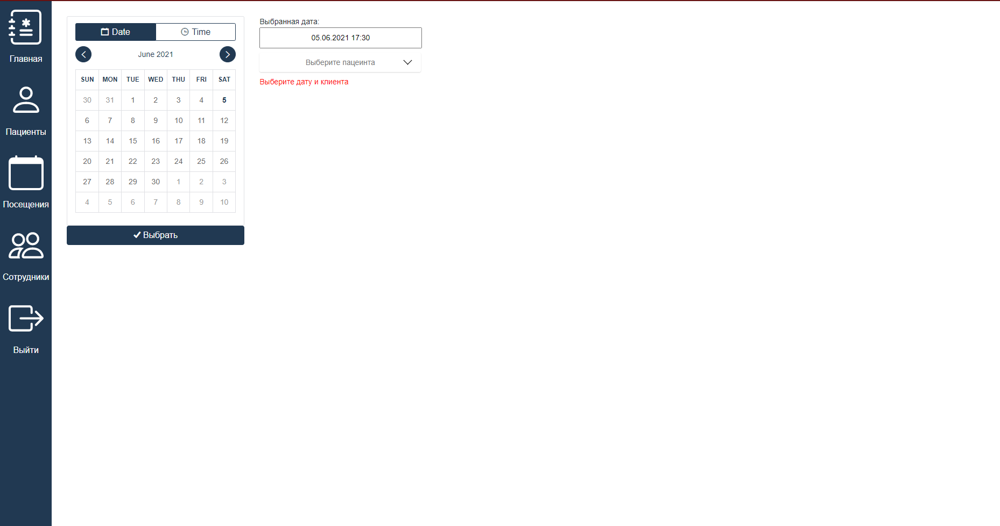 Главная
Пациенты
Посещения
Сотрудники
Выйти
Date Time
June 2021
SUN MON TUE WED THU FRI SAT
30 31 1 2 3 4 5
6 7 8 9 10 11 12
13 14 15 16 17 18 19
20 21 22 23 24 25 26
27 28 29 30 1 2 3
4 5 6 7 8 9 10
Выбрать
Выбранная дата:
05.06.2021 17:30
Выберите пацеинта
Выберите дату и клиента